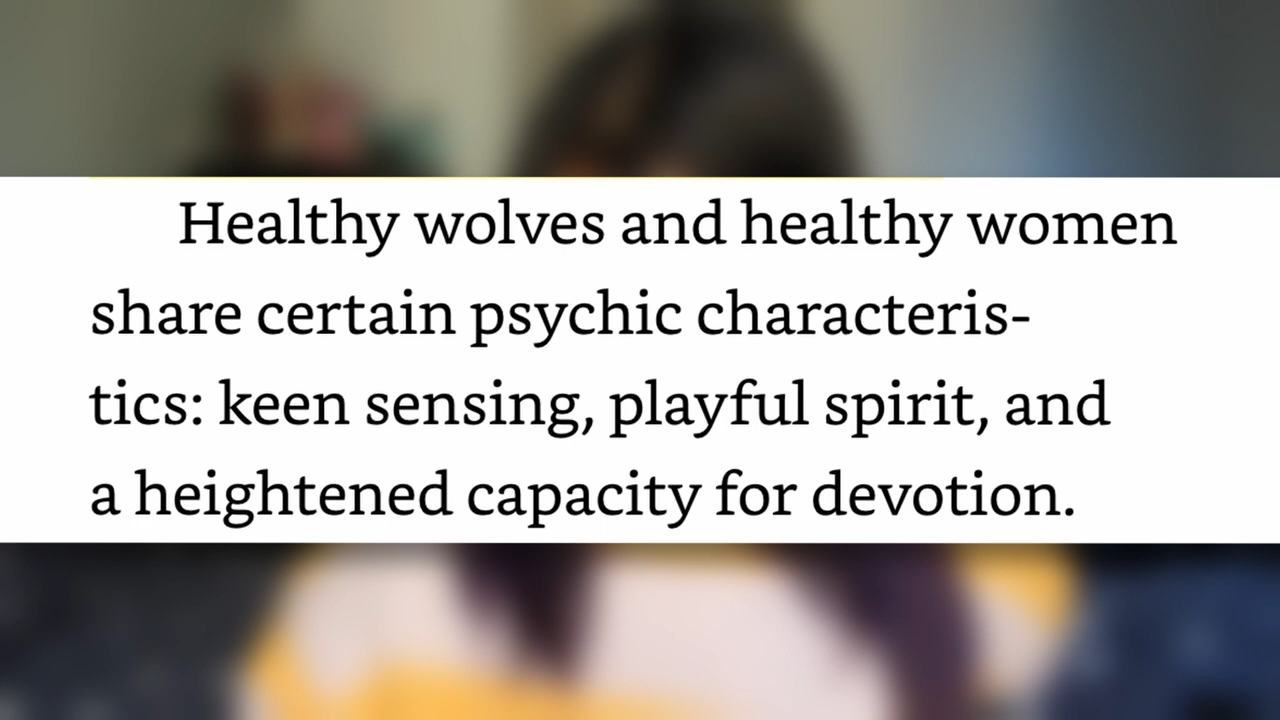 Healthy wolves and healthy women
share certain psychic characteris-
tics: keen sensing, playful spirit, and
a heightened capacity for devotion.